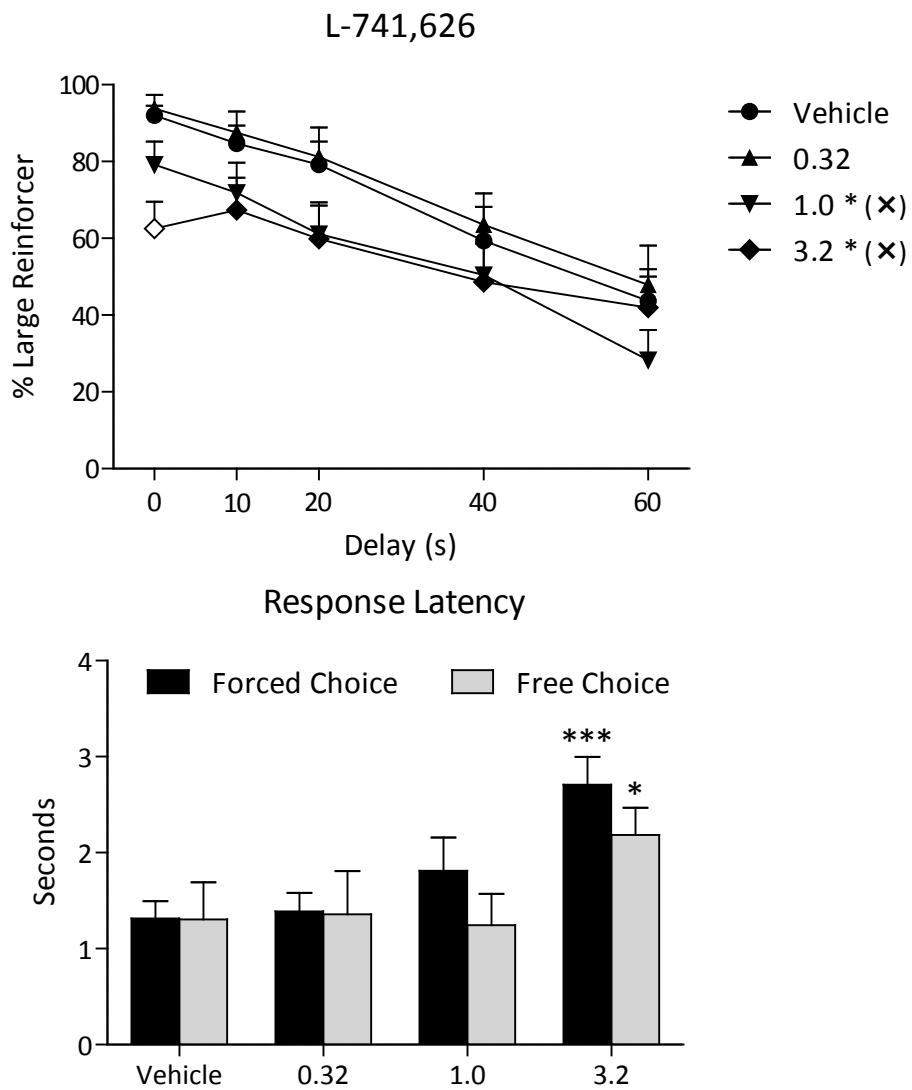 L-741,626
% Large Reinforcer
100
80
60
40
20
0
0 10 20 40 60
Delay (s)
Vehicle
0.32
1.0 * (×)
3.2 * (×)
Response Latency
Seconds
4
3
2
1
0
Forced Choice Free Choice
***
*
Vehicle 0.32 1.0 3.2